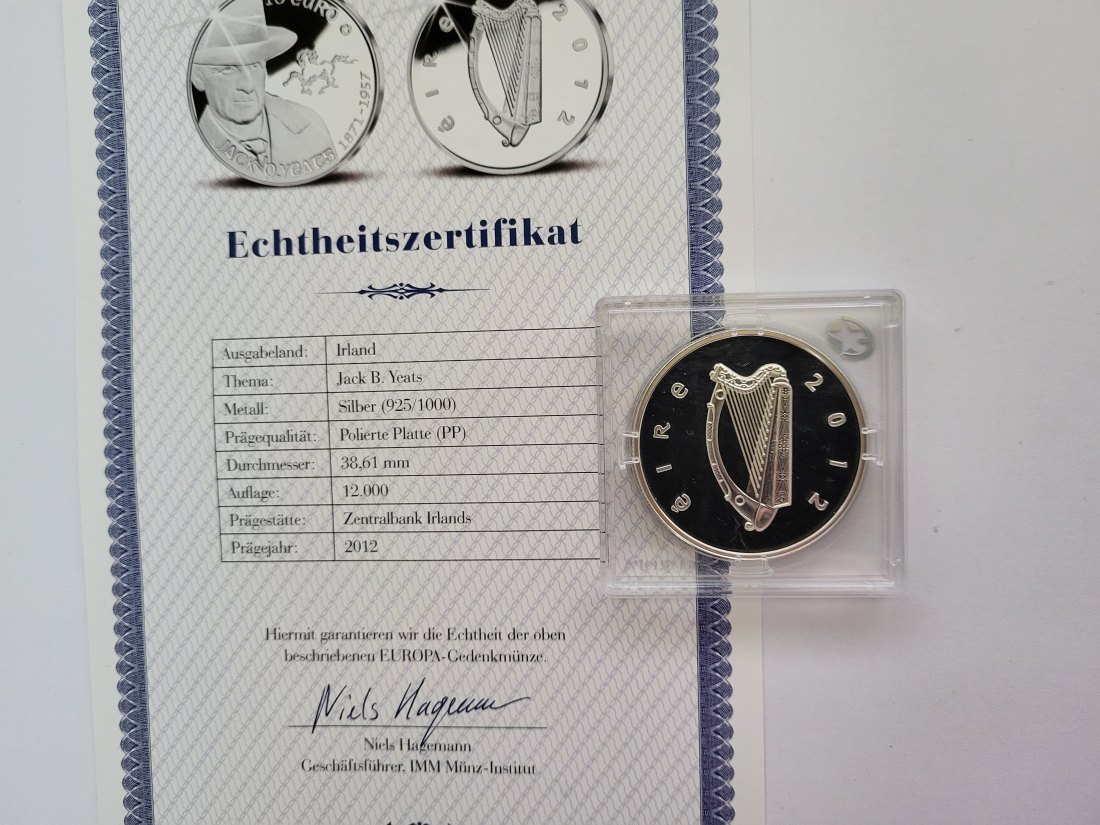 10 euro
JACK B.YEATS 1871-1957
éIRe 2012
Echtheitszertifikat
Ausgabeland: Irland
Thema: Jack B. Yeats
Metall: Silber (925/1000)
Prägequalität: Polierte Platte (PP)
Durchmesser: 38,61 mm
Auflage: 12.000
Prägestätte: Zentralbank Irlands
Prägejahr: 2012
éIRe 2012
Hiermit garantieren wir die Echtheit der oben
beschriebenen EUROPA-Gedenkmünze.
Niels Hagemann
Niels Hagemann
Geschäftsführer, IMM Münz-Institut